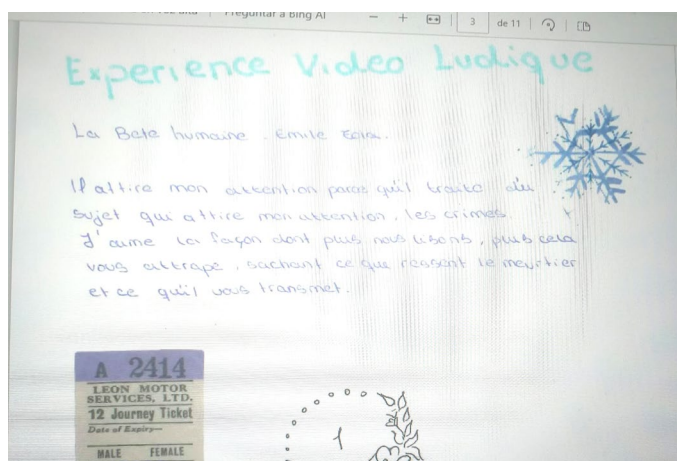 Preguntar a Bing AI
3 de 11
Experience Video Ludique
La Bete humaine. Emile Zola.
Il attire mon attention parce qu'il traite du
sujet qui attire mon attention, les crimes.
J'aime la façon dont plus nous lisons, plus cela
vous attrape, sachant ce que ressent le meurtier
et ce qu'il vous transmet.
A 2414
LEON MOTOR
SERVICES, LTD.
12 Journey Ticket
Date of Expiry—
MALE FEMALE
1